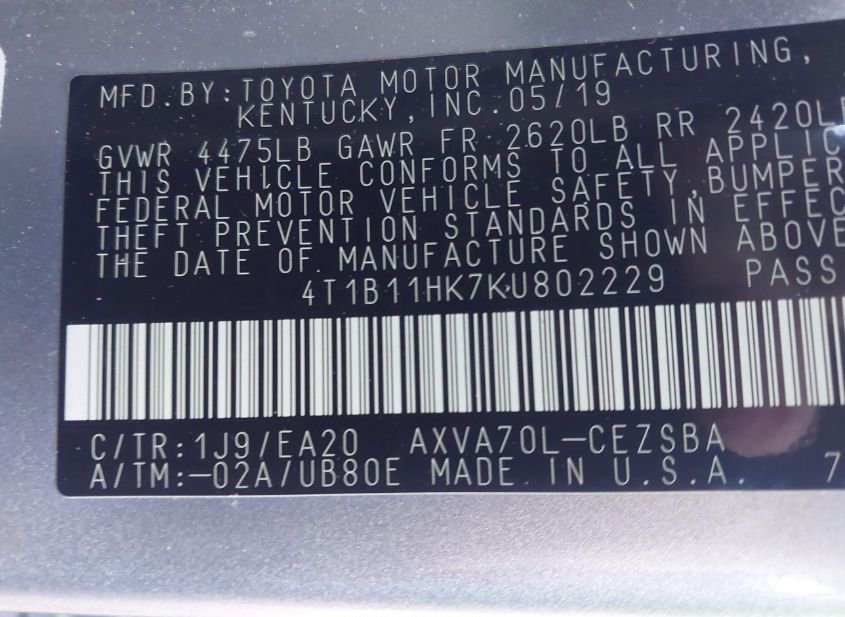 MFD.BY:TOYOTA MOTOR MANUFACTURING,
KENTUCKY,INC.05/19
GVWR 4475LB GAWR FR 2620LB RR 2420L
THIS VEHICLE CONFORMS TO ALL APPLIC
FEDERAL MOTOR VEHICLE SAFETY,BUMPER
THEFT PREVENTION STANDARDS IN EFFEC
THE DATE OF MANUFACTURE SHOWN ABOVE
4T1B11HK7KU802229 PASS
C/TR:1J9/EA20 AXVA70L-CEZSBA
A/TM:-02A/UB80E MADE IN U.S.A. 7